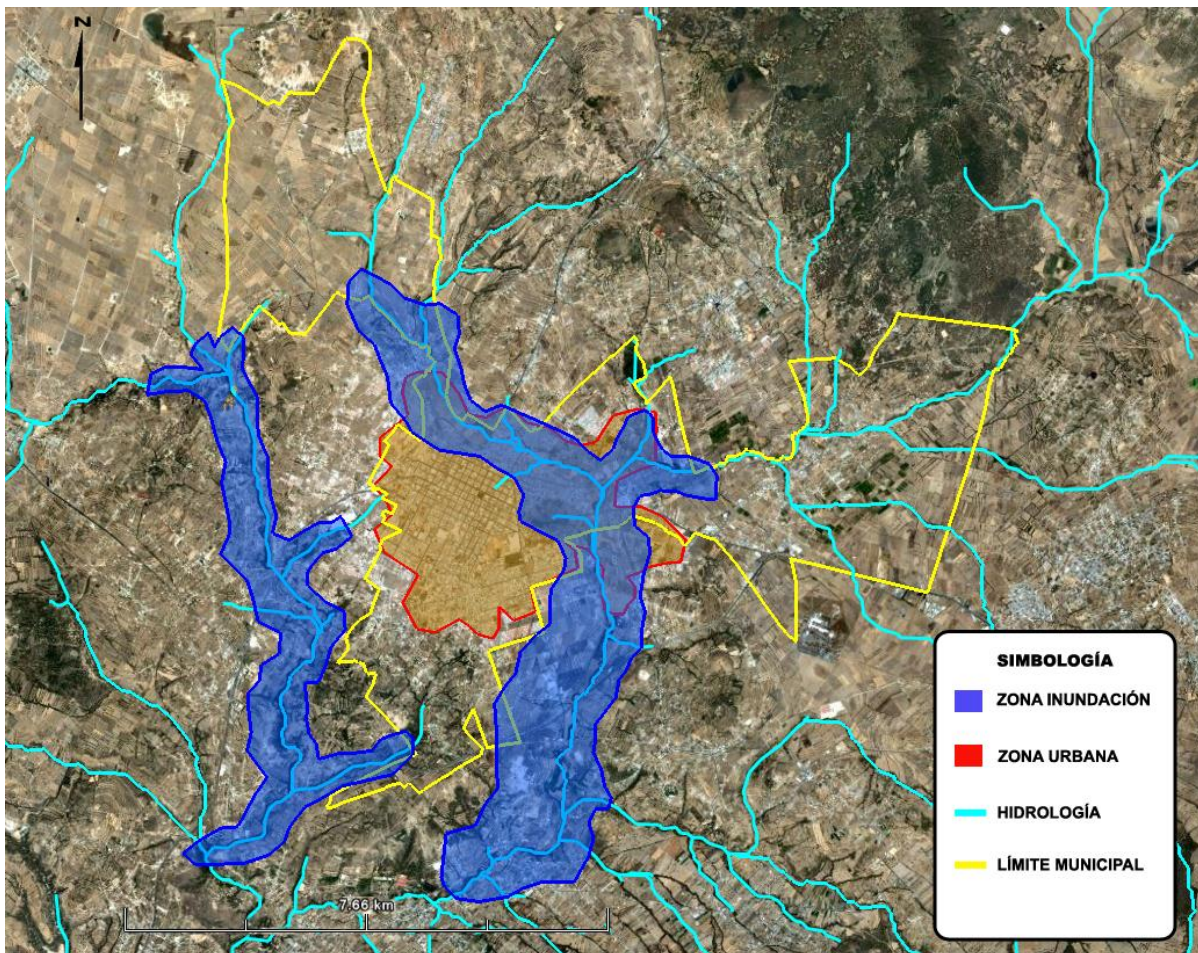 N
SIMBOLOGÍA
ZONA INUNDACIÓN
ZONA URBANA
HIDROLOGÍA
LÍMITE MUNICIPAL
7.66 km